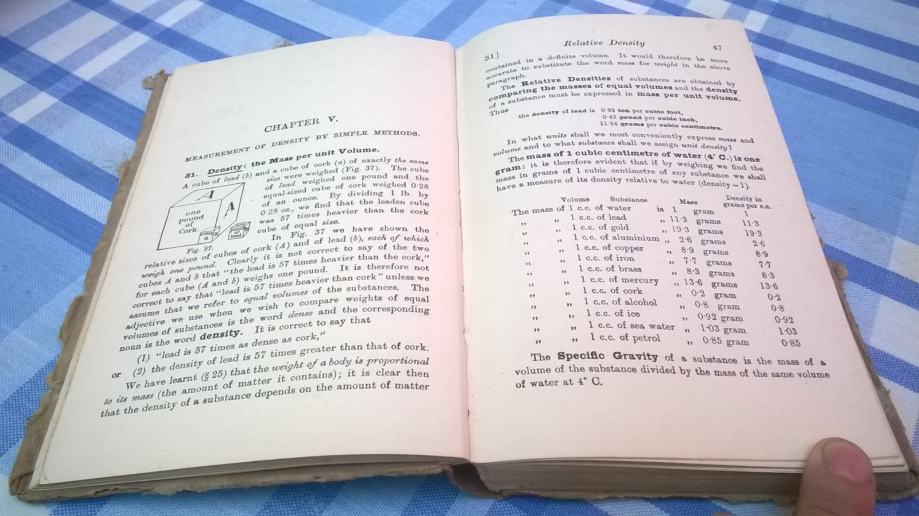 CHAPTER V.
MEASUREMENT OF DENSITY BY SIMPLE METHODS.
31. Density: the Mass per unit Volume.
A cube of lead (b) and a cube of cork (a) of exactly the same
size were weighed (Fig. 37). The cube
of lead weighed one pound and the
equal-sized cube of cork weighed 0·28
of an ounce. By dividing 1 lb. by
0·28 oz., we find that the leaden cube
was 57 times heavier than the cork
cube of equal size.
A
A
one
pound
of
Cork
a
Fig. 37.
In Fig. 37 we have shown the
relative sizes of cubes of cork (A) and of lead (b), each of which
weigh one pound. Clearly it is not correct to say of the two
cubes A and b that "the lead is 57 times heavier than the cork,"
for each cube (A and b) weighs one pound. It is therefore not
correct to say that "lead is 57 times heavier than cork" unless we
assume that we refer to equal volumes of the substances. The
adjective we use when we wish to compare weights of equal
volumes of substances is the word dense and the corresponding
noun is the word density. It is correct to say that
(1) "lead is 57 times as dense as cork,"
or (2) the density of lead is 57 times greater than that of cork.
We have learnt (§ 25) that the weight of a body is proportional
to its mass (the amount of matter it contains); it is clear then
that the density of a substance depends on the amount of matter
31] Relative Density 47
contained in a definite volume. It would therefore be more
accurate to substitute the word mass for weight in the above
paragraph.
The Relative Densities of substances are obtained by
comparing the masses of equal volumes and the density
of a substance must be expressed in mass per unit volume.
Thus
the density of lead is 0·32 ton per cubic foot,
0·42 pound per cubic inch,
11·34 grams per cubic centimetre.
In what units shall we most conveniently express mass and
volume and to what substance shall we assign unit density?
The mass of 1 cubic centimetre of water (4° C.) is one
gram: it is therefore evident that if by weighing we find the
mass in grams of 1 cubic centimetre of any substance we shall
have a measure of its density relative to water (density = 1).
Volume Substance Mass Density in grams per c.c.
The mass of 1 c.c. of water is 1 gram 1
" " 1 c.c. of lead " 11·3 grams 11·3
" " 1 c.c. of gold " 19·3 grams 19·3
" " 1 c.c. of aluminium " 2·6 grams 2·6
" " 1 c.c. of copper " 8·9 grams 8·9
" " 1 c.c. of iron " 7·7 grams 7·7
" " 1 c.c. of brass " 8·3 grams 8·3
" " 1 c.c. of mercury " 13·6 grams 13·6
" " 1 c.c. of cork " 0·2 gram 0·2
" " 1 c.c. of alcohol " 0·8 gram 0·8
" " 1 c.c. of ice " 0·92 gram 0·92
" " 1 c.c. of sea water " 1·03 gram 1·03
" " 1 c.c. of petrol " 0·85 gram 0·85
The Specific Gravity of a substance is the mass of a
volume of the substance divided by the mass of the same volume
of water at 4° C.